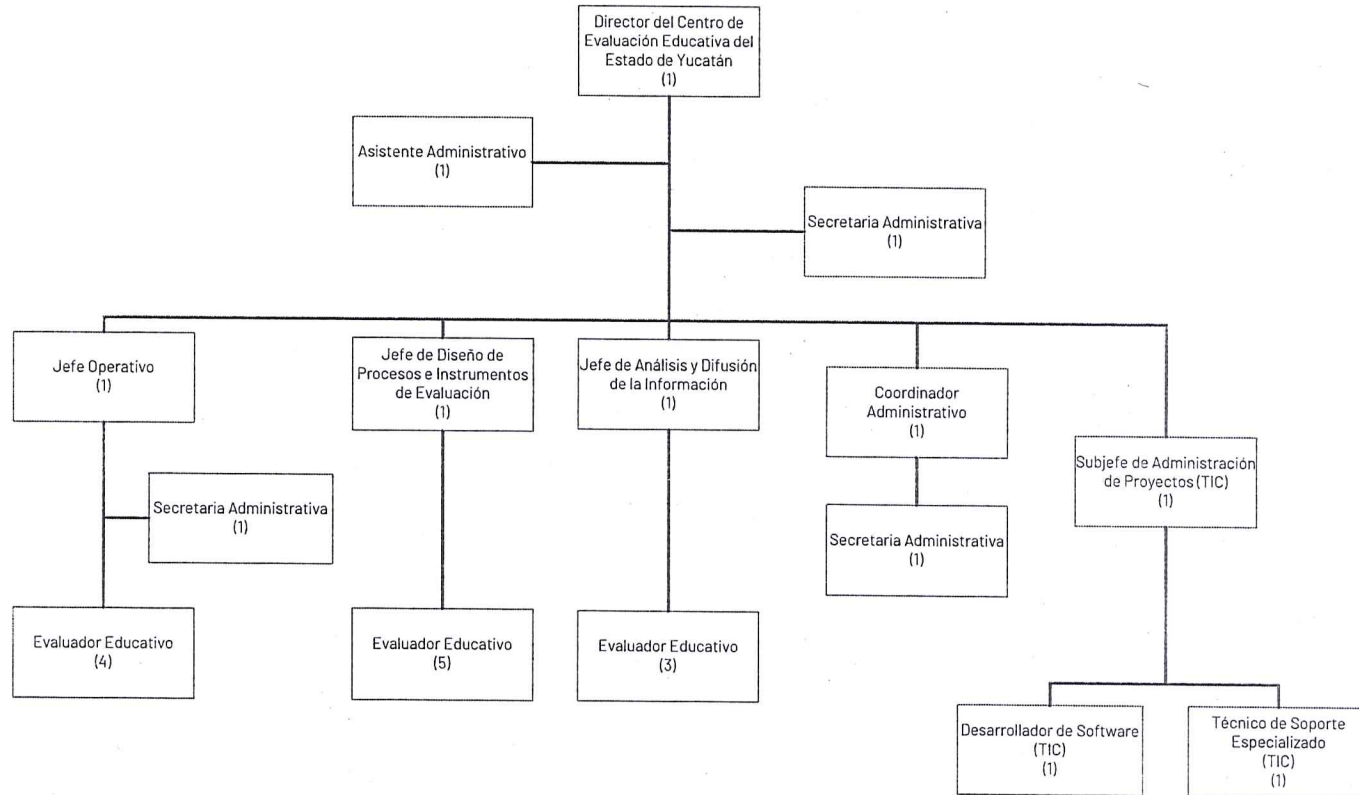 Director del Centro de
Evaluación Educativa del
Estado de Yucatán
(1)
Asistente Administrativo
(1)
Secretaria Administrativa
(1)
Jefe Operativo
(1)
Jefe de Diseño de
Procesos e Instrumentos
de Evaluación
(1)
Jefe de Análisis y Difusión
de la Información
(1)
Coordinador
Administrativo
(1)
Subjefe de Administración
de Proyectos (TIC)
(1)
Secretaria Administrativa
(1)
Secretaria Administrativa
(1)
Evaluador Educativo
(4)
Evaluador Educativo
(5)
Evaluador Educativo
(3)
Desarrollador de Software
(TIC)
(1)
Técnico de Soporte
Especializado
(TIC)
(1)